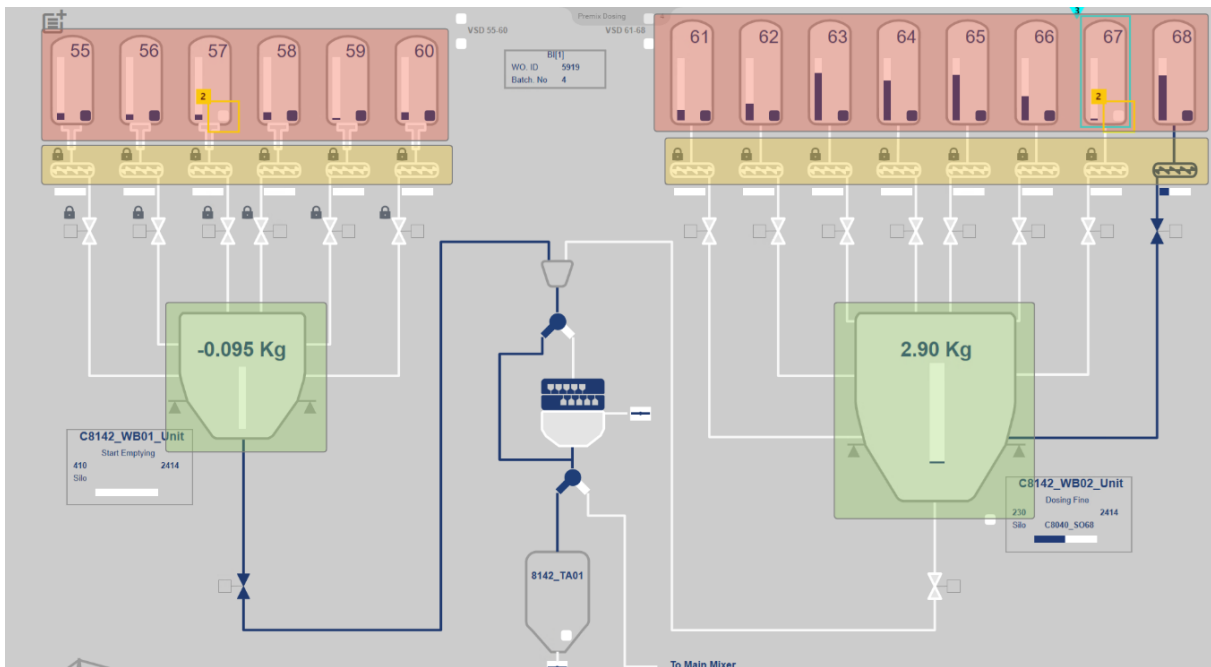 Premix Dosing
VSD 55-60
VSD 61-68
55
56
57
58
59
60
61
62
63
64
65
66
67
68
2
2
BI[1]
WO. ID 5919
Batch. No 4
-0.095 Kg
2.90 Kg
C8142_WB01_Unit
Start Emptying
410 2414
Silo
C8142_WB02_Unit
Dosing Fine
230 2414
Silo C8040_SO68
8142_TA01
To Main Mixer